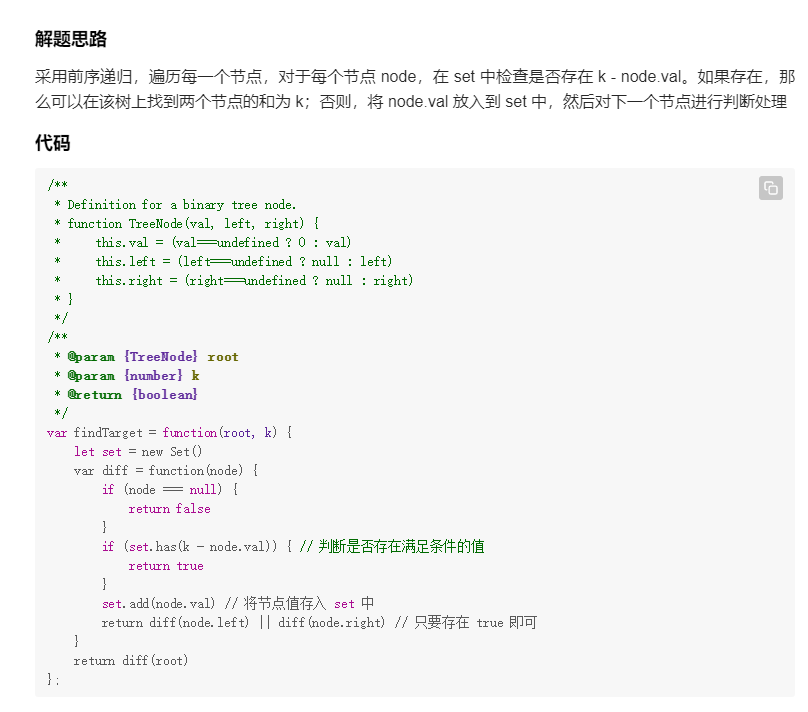 解题思路
采用前序递归，遍历每一个节点，对于每个节点 node，在 set 中检查是否存在 k - node.val。如果存在，那
么可以在该树上找到两个节点的和为 k；否则，将 node.val 放入到 set 中，然后对下一个节点进行判断处理
代码
/**
 * Definition for a binary tree node.
 * function TreeNode(val, left, right) {
 *     this.val = (val===undefined ? 0 : val)
 *     this.left = (left===undefined ? null : left)
 *     this.right = (right===undefined ? null : right)
 * }
 */
/**
 * @param {TreeNode} root
 * @param {number} k
 * @return {boolean}
 */
var findTarget = function(root, k) {
    let set = new Set()
    var diff = function(node) {
        if (node === null) {
            return false
        }
        if (set.has(k - node.val)) { // 判断是否存在满足条件的值
            return true
        }
        set.add(node.val) // 将节点值存入 set 中
        return diff(node.left) || diff(node.right) // 只要存在 true 即可
    }
    return diff(root)
};